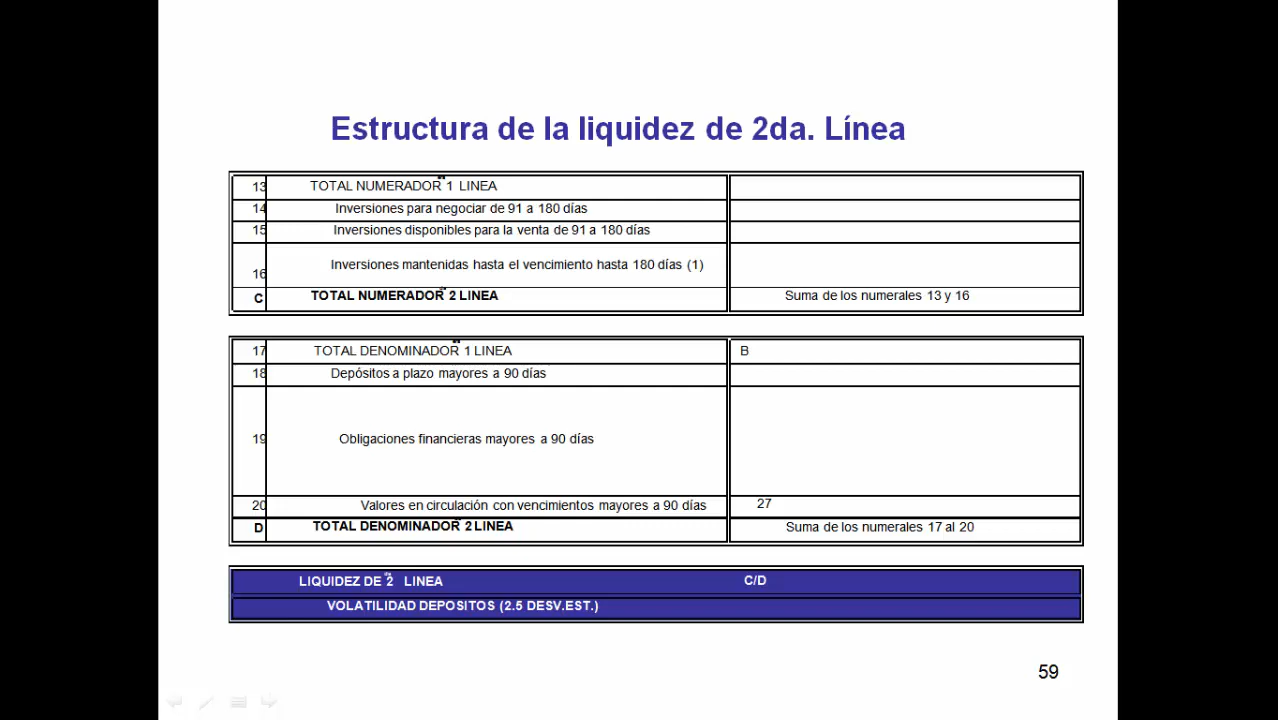 Estructura de la liquidez de 2da. Línea
13 TOTAL NUMERADOR 1 LINEA
14 Inversiones para negociar de 91 a 180 días
15 Inversiones disponibles para la venta de 91 a 180 días
16 Inversiones mantenidas hasta el vencimiento hasta 180 días (1)
C TOTAL NUMERADOR 2 LINEA Suma de los numerales 13 y 16
17 TOTAL DENOMINADOR 1 LINEA B
18 Depósitos a plazo mayores a 90 días
19 Obligaciones financieras mayores a 90 días
20 Valores en circulación con vencimientos mayores a 90 días 27
D TOTAL DENOMINADOR 2 LINEA Suma de los numerales 17 al 20
LIQUIDEZ DE 2 LINEA C/D
VOLATILIDAD DEPOSITOS (2.5 DESV.EST.)
59